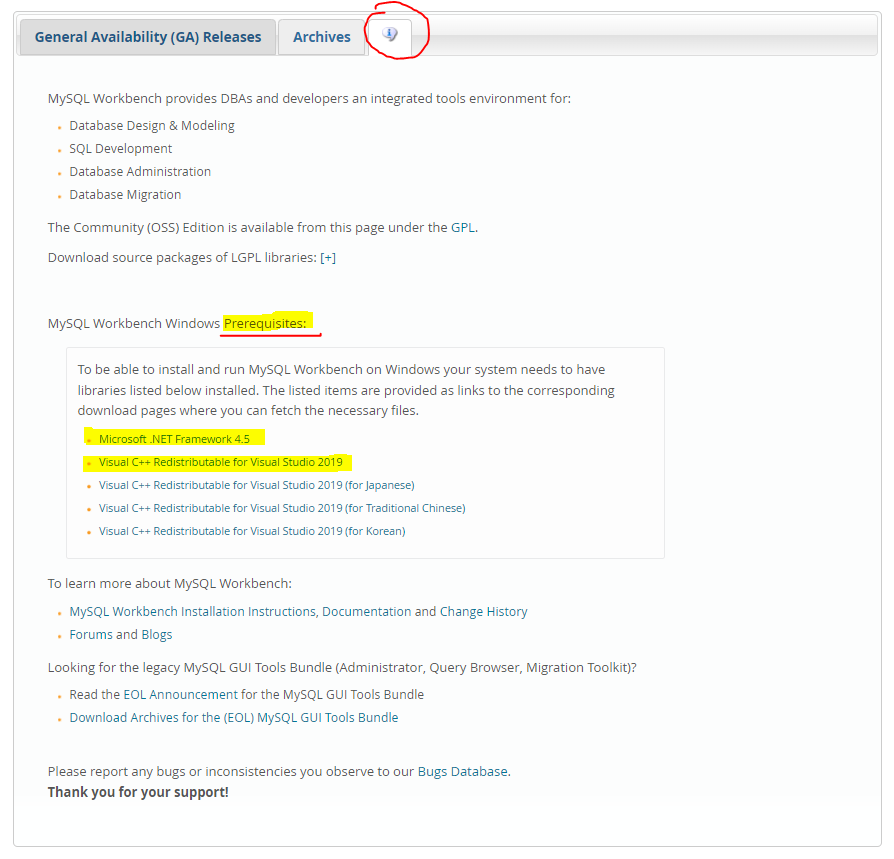 General Availability (GA) Releases
Archives
MySQL Workbench provides DBAs and developers an integrated tools environment for:
Database Design & Modeling
SQL Development
Database Administration
Database Migration
The Community (OSS) Edition is available from this page under the GPL.
Download source packages of LGPL libraries: [+]
MySQL Workbench Windows Prerequisites:
To be able to install and run MySQL Workbench on Windows your system needs to have
libraries listed below installed. The listed items are provided as links to the corresponding
download pages where you can fetch the necessary files.
Microsoft .NET Framework 4.5
Visual C++ Redistributable for Visual Studio 2019
Visual C++ Redistributable for Visual Studio 2019 (for Japanese)
Visual C++ Redistributable for Visual Studio 2019 (for Traditional Chinese)
Visual C++ Redistributable for Visual Studio 2019 (for Korean)
To learn more about MySQL Workbench:
MySQL Workbench Installation Instructions, Documentation and Change History
Forums and Blogs
Looking for the legacy MySQL GUI Tools Bundle (Administrator, Query Browser, Migration Toolkit)?
Read the EOL Announcement for the MySQL GUI Tools Bundle
Download Archives for the (EOL) MySQL GUI Tools Bundle
Please report any bugs or inconsistencies you observe to our Bugs Database.
Thank you for your support!